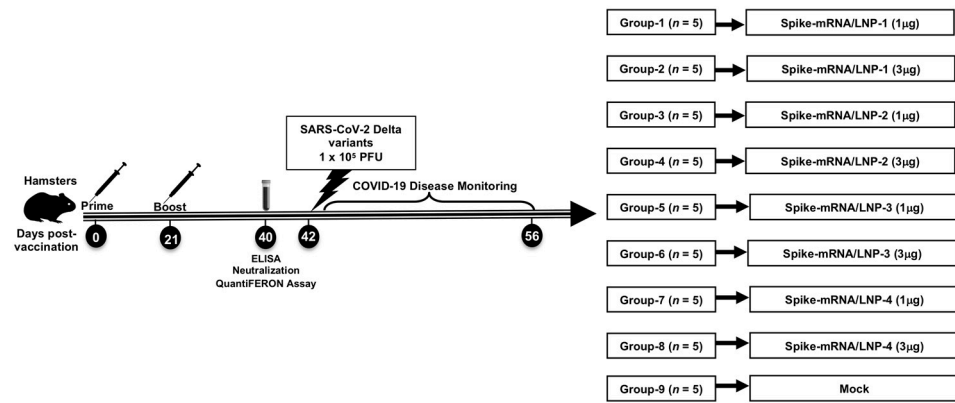 SARS-CoV-2 Delta
variants
1 x 10⁵ PFU
COVID-19 Disease Monitoring
Hamsters
Prime
Boost
Days post-
vaccination
0
21
40
42
56
ELISA
Neutralization
QuantiFERON Assay
Group-1 (n = 5) Spike-mRNA/LNP-1 (1µg)
Group-2 (n = 5) Spike-mRNA/LNP-1 (3µg)
Group-3 (n = 5) Spike-mRNA/LNP-2 (1µg)
Group-4 (n = 5) Spike-mRNA/LNP-2 (3µg)
Group-5 (n = 5) Spike-mRNA/LNP-3 (1µg)
Group-6 (n = 5) Spike-mRNA/LNP-3 (3µg)
Group-7 (n = 5) Spike-mRNA/LNP-4 (1µg)
Group-8 (n = 5) Spike-mRNA/LNP-4 (3µg)
Group-9 (n = 5) Mock